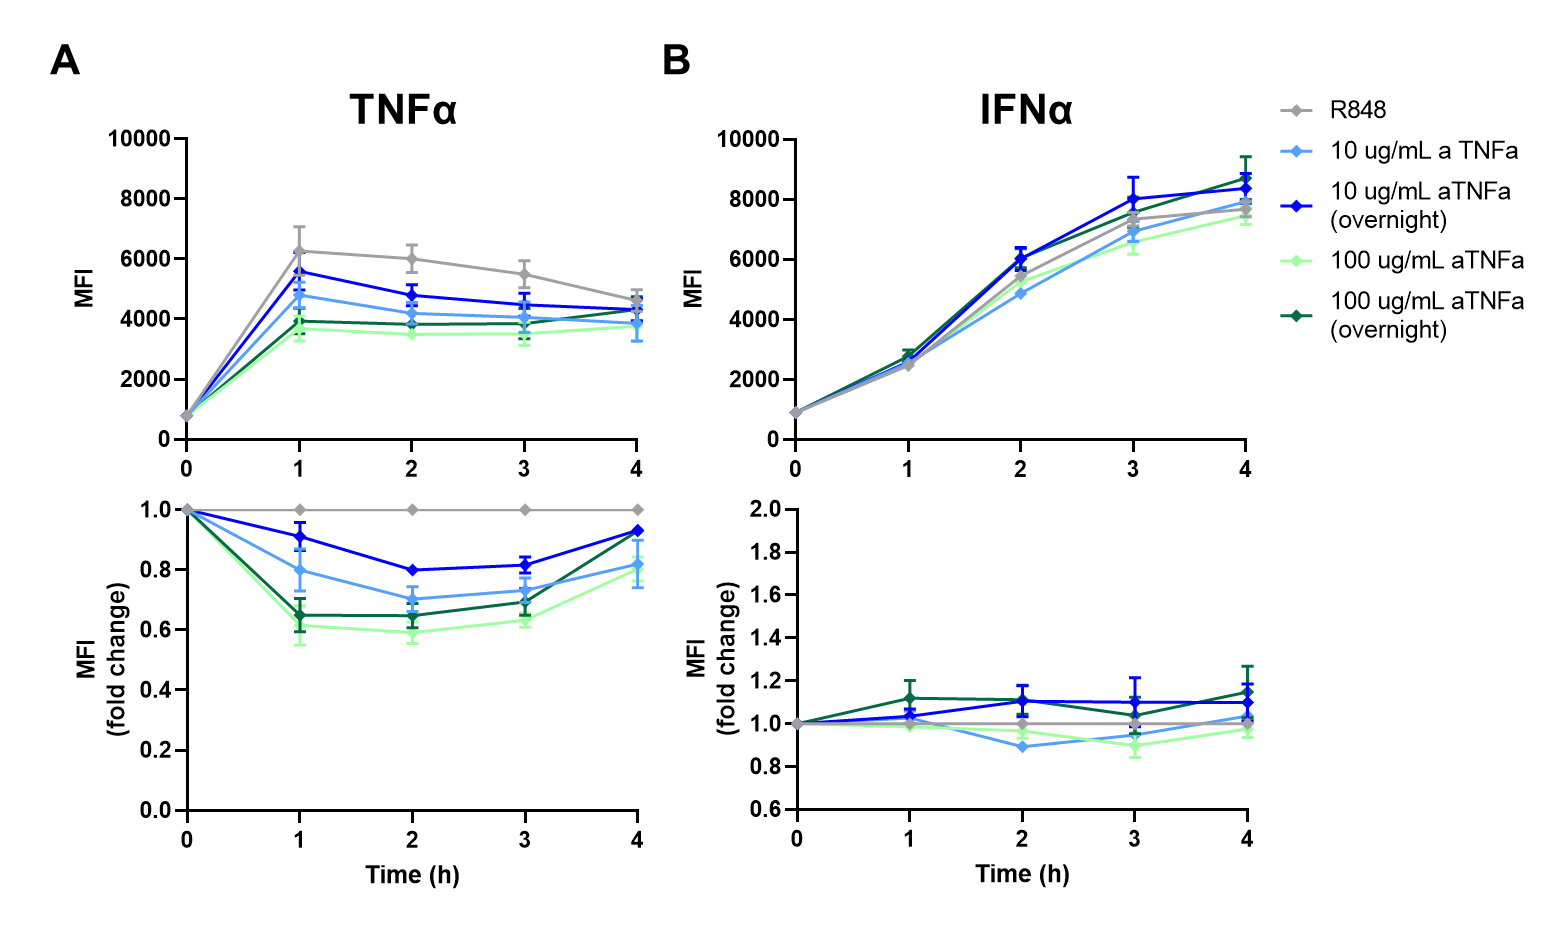 A
B
TNFα
IFNα
R848
10 ug/mL a TNFa
10 ug/mL aTNFa
(overnight)
100 ug/mL aTNFa
100 ug/mL aTNFa
(overnight)
MFI
10000
8000
6000
4000
2000
0
0 1 2 3 4
MFI
10000
8000
6000
4000
2000
0
0 1 2 3 4
MFI
(fold change)
1.0
0.8
0.6
0.4
0.2
0.0
0 1 2 3 4
Time (h)
MFI
(fold change)
2.0
1.8
1.6
1.4
1.2
1.0
0.8
0.6
0 1 2 3 4
Time (h)